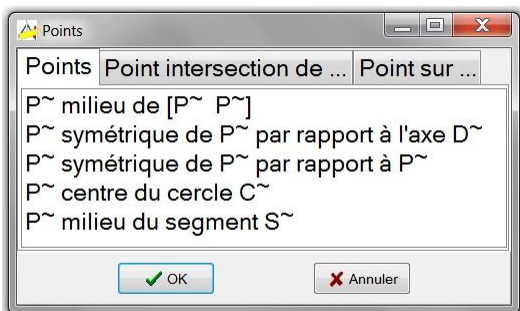 Points
Points Point intersection de ... Point sur ...
P~ milieu de [P~ P~]
P~ symétrique de P~ par rapport à l'axe D~
P~ symétrique de P~ par rapport à P~
P~ centre du cercle C~
P~ milieu du segment S~
OK Annuler